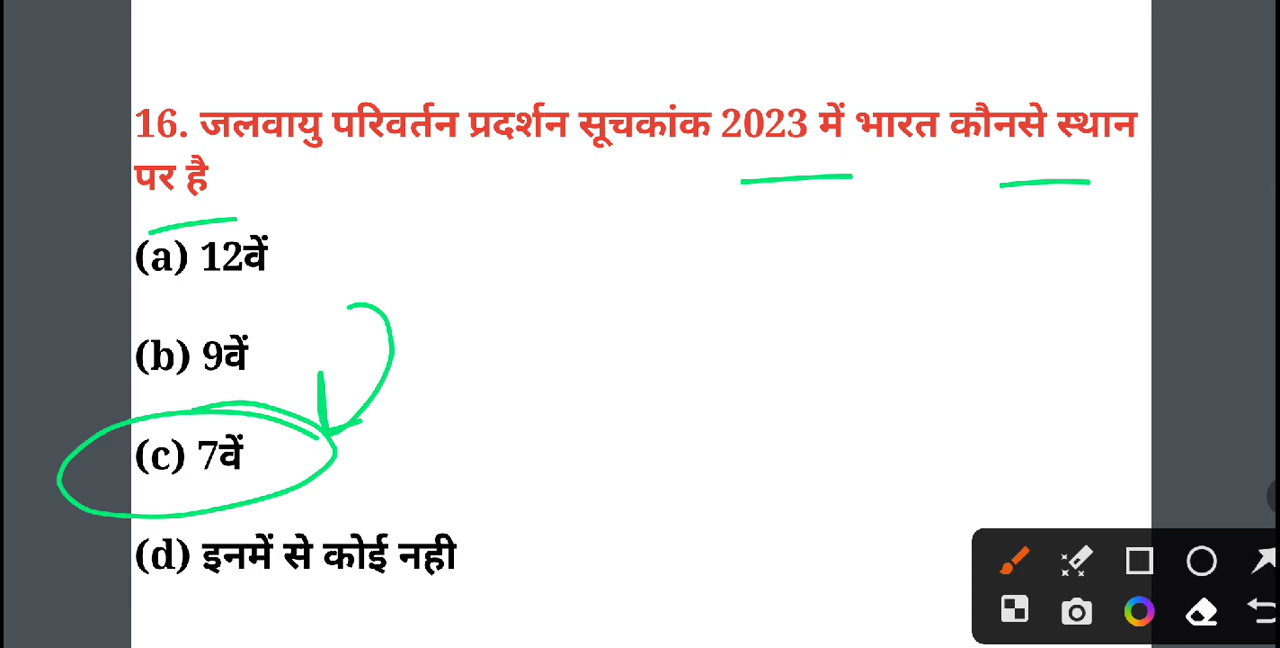 16. जलवायु परिवर्तन प्रदर्शन सूचकांक 2023 में भारत कौनसे स्थान
पर है
(a) 12वें
(b) 9वें
(c) 7वें
(d) इनमें से कोई नही